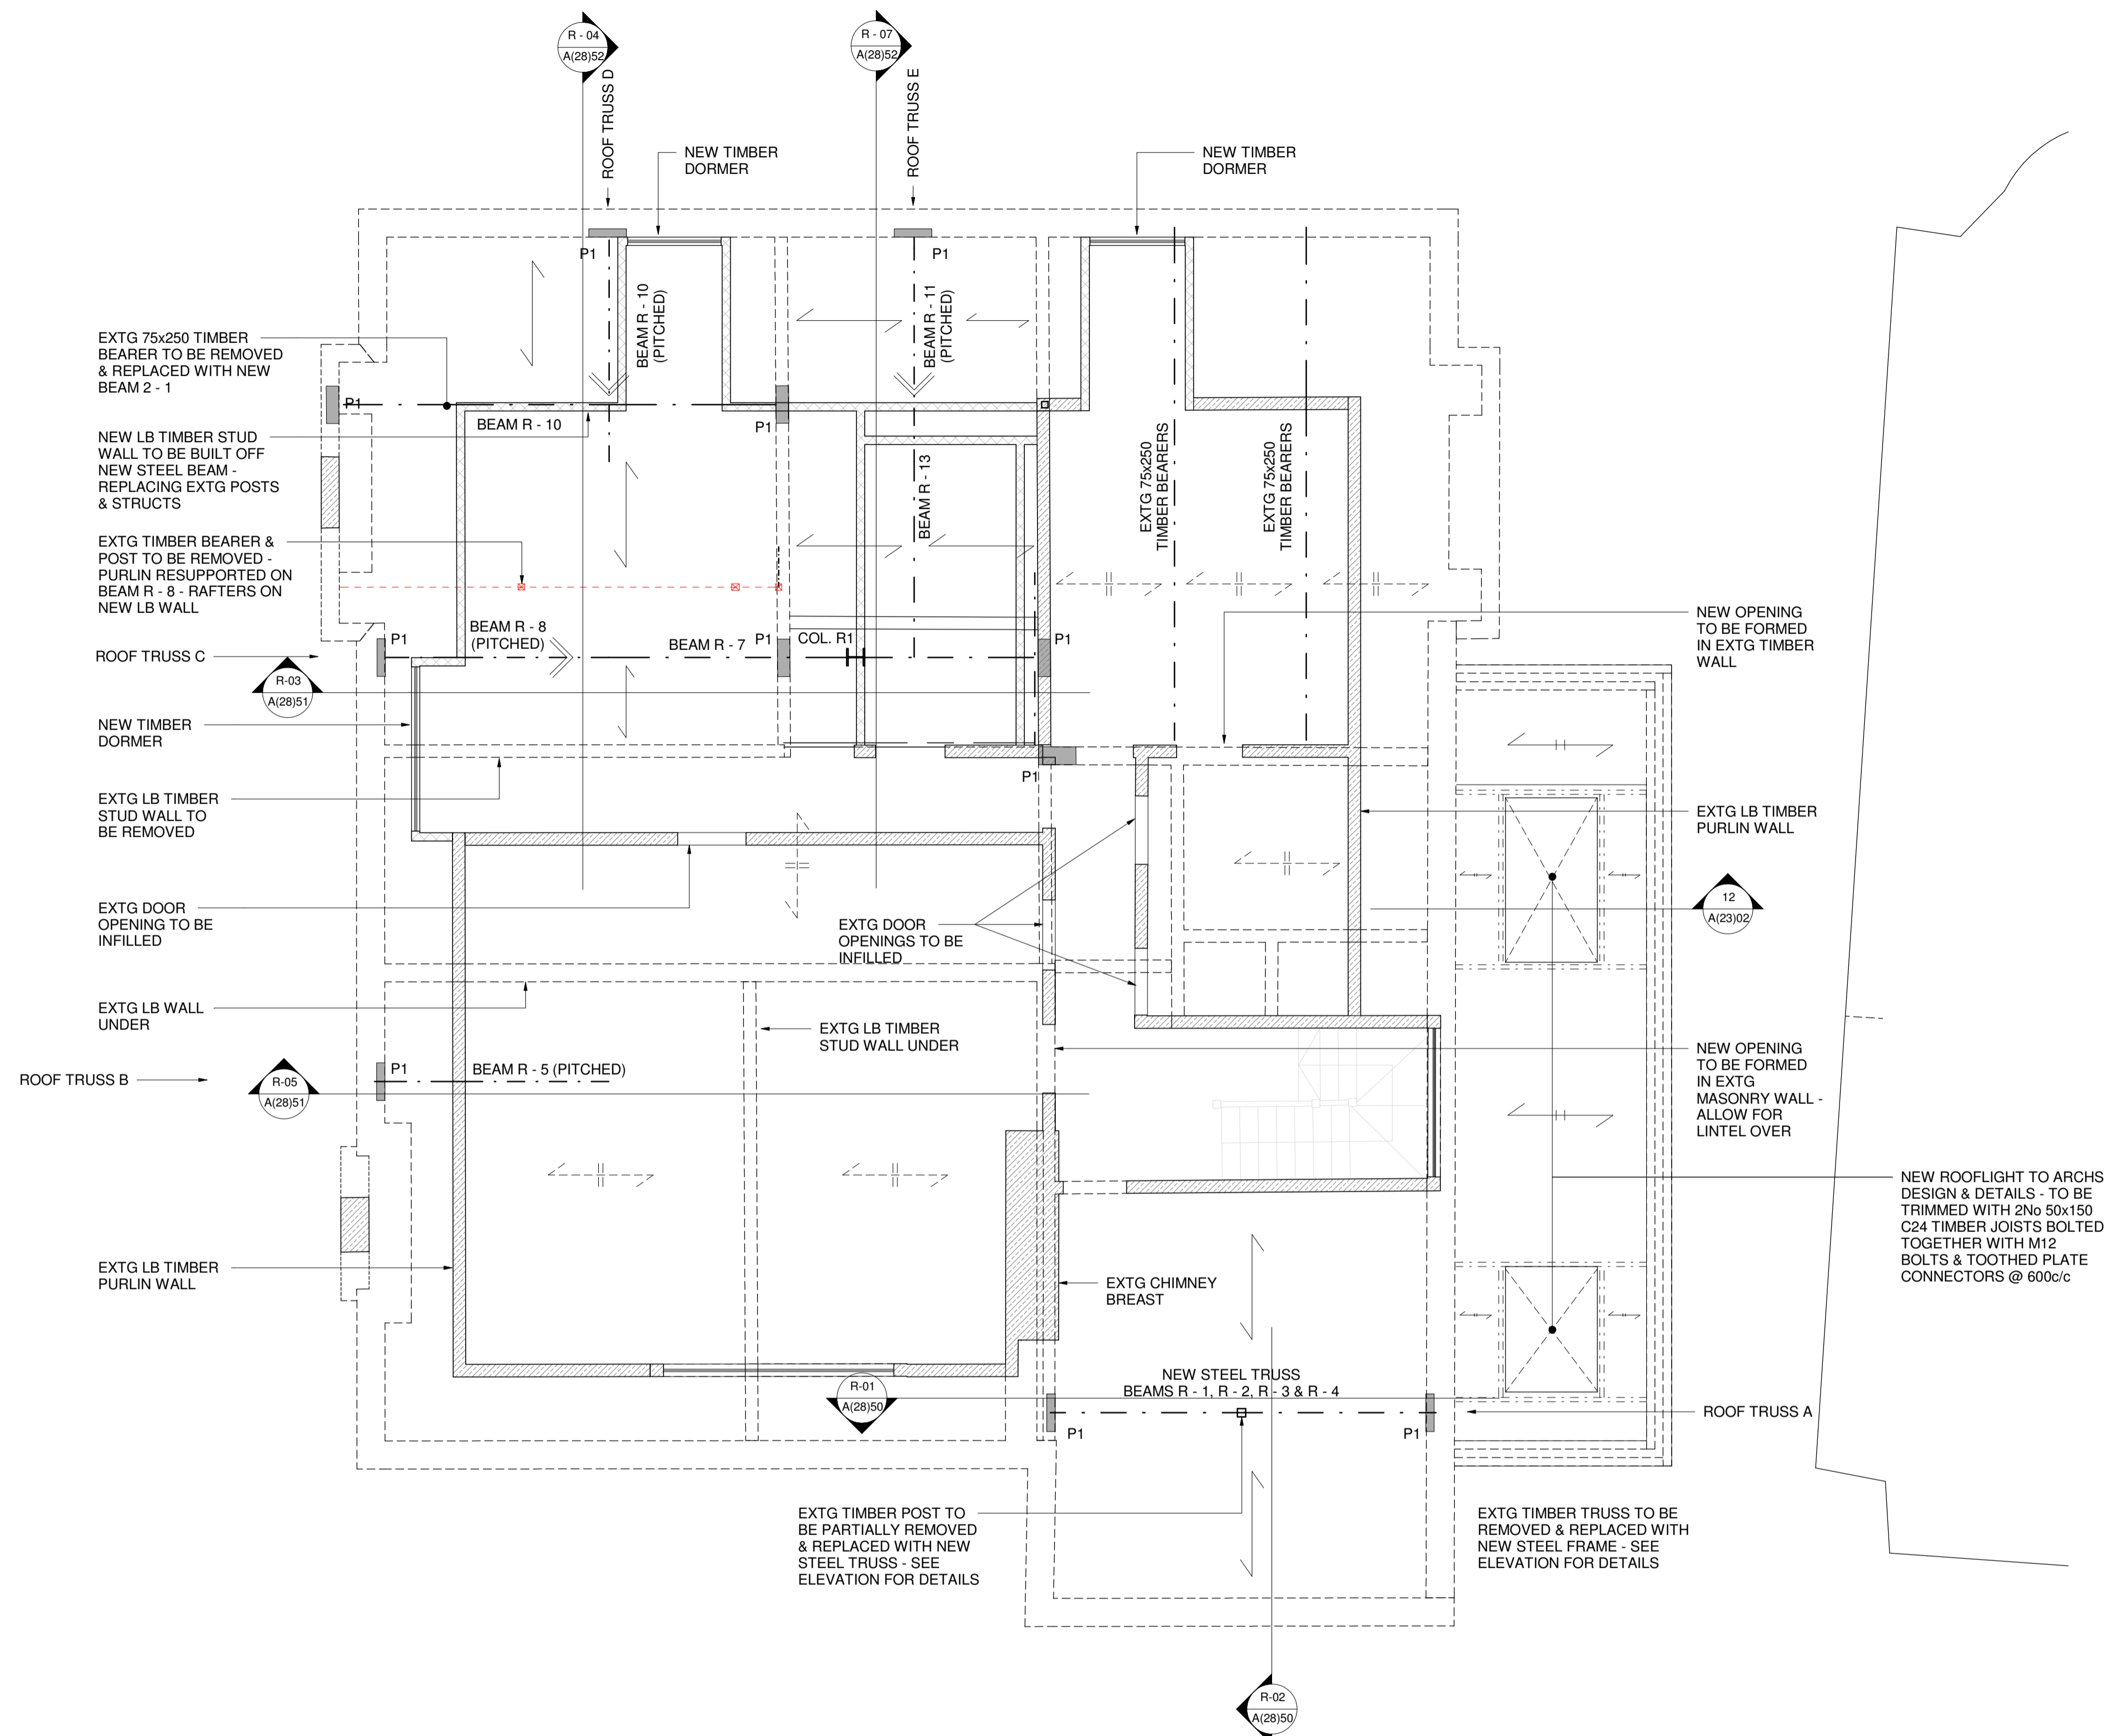 R - 04
A(28)52
R - 07
A(28)52
ROOF TRUSS D
ROOF TRUSS E
NEW TIMBER
DORMER
NEW TIMBER
DORMER
P1
P1
BEAM R - 10
(PITCHED)
BEAM R - 11
(PITCHED)
EXTG 75x250 TIMBER
BEARER TO BE REMOVED
& REPLACED WITH NEW
BEAM 2 - 1
P1
BEAM R - 10
P1
NEW LB TIMBER STUD
WALL TO BE BUILT OFF
NEW STEEL BEAM -
REPLACING EXTG POSTS
& STRUCTS
BEAM R - 13
EXTG 75x250
TIMBER BEARERS
EXTG 75x250
TIMBER BEARERS
EXTG TIMBER BEARER &
POST TO BE REMOVED -
PURLIN RESUPPORTED ON
BEAM R - 8 - RAFTERS ON
NEW LB WALL
NEW OPENING
TO BE FORMED
IN EXTG TIMBER
WALL
P1
BEAM R - 8
(PITCHED)
BEAM R - 7
P1
COL. R1
P1
ROOF TRUSS C
R-03
A(28)51
NEW TIMBER
DORMER
P1
EXTG LB TIMBER
STUD WALL TO
BE REMOVED
EXTG LB TIMBER
PURLIN WALL
EXTG DOOR
OPENING TO BE
INFILLED
EXTG DOOR
OPENINGS TO BE
INFILLED
12
A(23)02
EXTG LB WALL
UNDER
EXTG LB TIMBER
STUD WALL UNDER
NEW OPENING
TO BE FORMED
IN EXTG
MASONRY WALL -
ALLOW FOR
LINTEL OVER
ROOF TRUSS B
R-05
A(28)51
P1
BEAM R - 5 (PITCHED)
NEW ROOFLIGHT TO ARCHS
DESIGN & DETAILS - TO BE
TRIMMED WITH 2No 50x150
C24 TIMBER JOISTS BOLTED
TOGETHER WITH M12
BOLTS & TOOTHED PLATE
CONNECTORS @ 600c/c
EXTG LB TIMBER
PURLIN WALL
EXTG CHIMNEY
BREAST
NEW STEEL TRUSS
BEAMS R - 1, R - 2, R - 3 & R - 4
R-01
A(28)50
P1
P1
ROOF TRUSS A
EXTG TIMBER POST TO
BE PARTIALLY REMOVED
& REPLACED WITH NEW
STEEL TRUSS - SEE
ELEVATION FOR DETAILS
EXTG TIMBER TRUSS TO BE
REMOVED & REPLACED WITH
NEW STEEL FRAME - SEE
ELEVATION FOR DETAILS
R-02
A(28)50